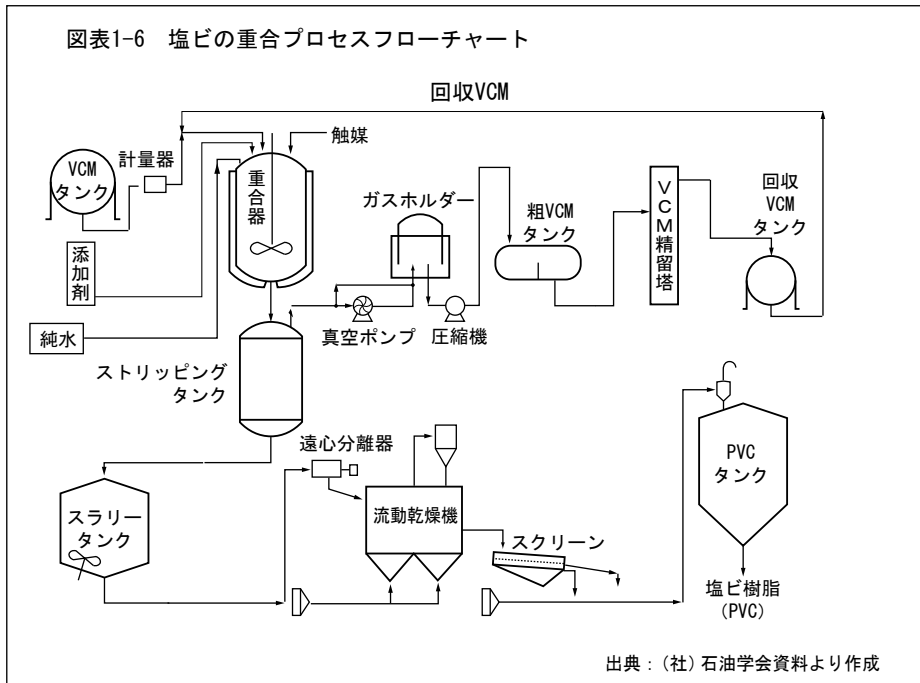 図表1-6　塩ビの重合プロセスフローチャート
回収VCM
触媒
計量器
VCM
タンク
重合器
ガスホルダー
粗VCM
タンク
VCM精留塔
回収
VCM
タンク
添加剤
純水
真空ポンプ
圧縮機
ストリッピング
タンク
遠心分離器
PVC
タンク
スラリー
タンク
流動乾燥機
スクリーン
塩ビ樹脂
(PVC)
出典：(社)石油学会資料より作成